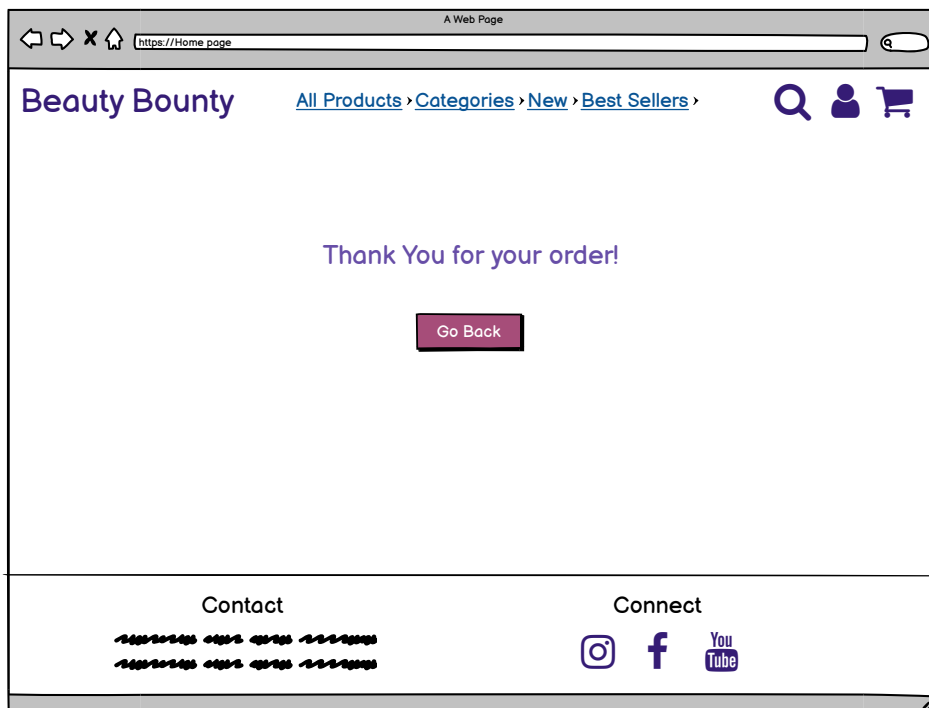 A Web Page
https://Home page
Beauty Bounty
All Products › Categories › New › Best Sellers ›
Thank You for your order!
Go Back
Contact
Connect
You
Tube